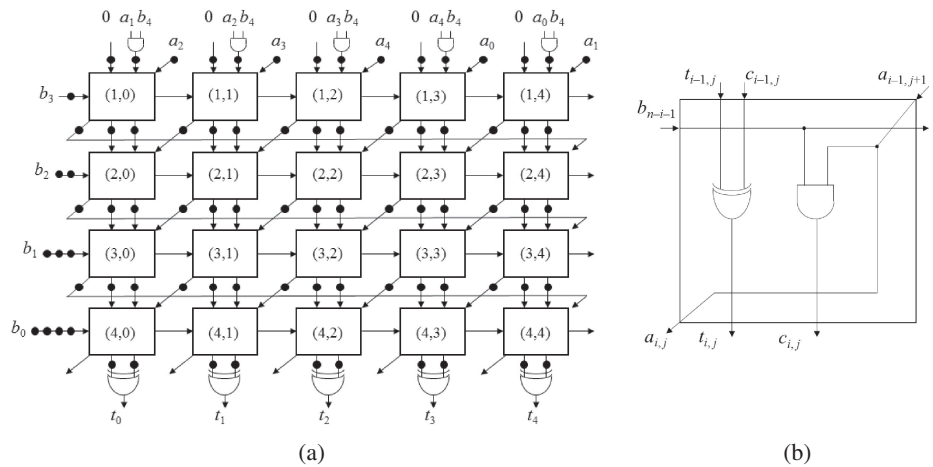 0 a₁b₄ 0 a₂b₄ 0 a₃b₄ 0 a₄b₄ 0 a₀b₄
a₂ a₃ a₄ a₀ a₁
b₃ (1,0) (1,1) (1,2) (1,3) (1,4)
b₂ (2,0) (2,1) (2,2) (2,3) (2,4)
b₁ (3,0) (3,1) (3,2) (3,3) (3,4)
b₀ (4,0) (4,1) (4,2) (4,3) (4,4)
t₀ t₁ t₂ t₃ t₄
(a)
tᵢ₋₁,ⱼ cᵢ₋₁,ⱼ aᵢ₋₁,ⱼ₊₁
bₙ₋ᵢ₋₁
aᵢ,ⱼ tᵢ,ⱼ cᵢ,ⱼ
(b)